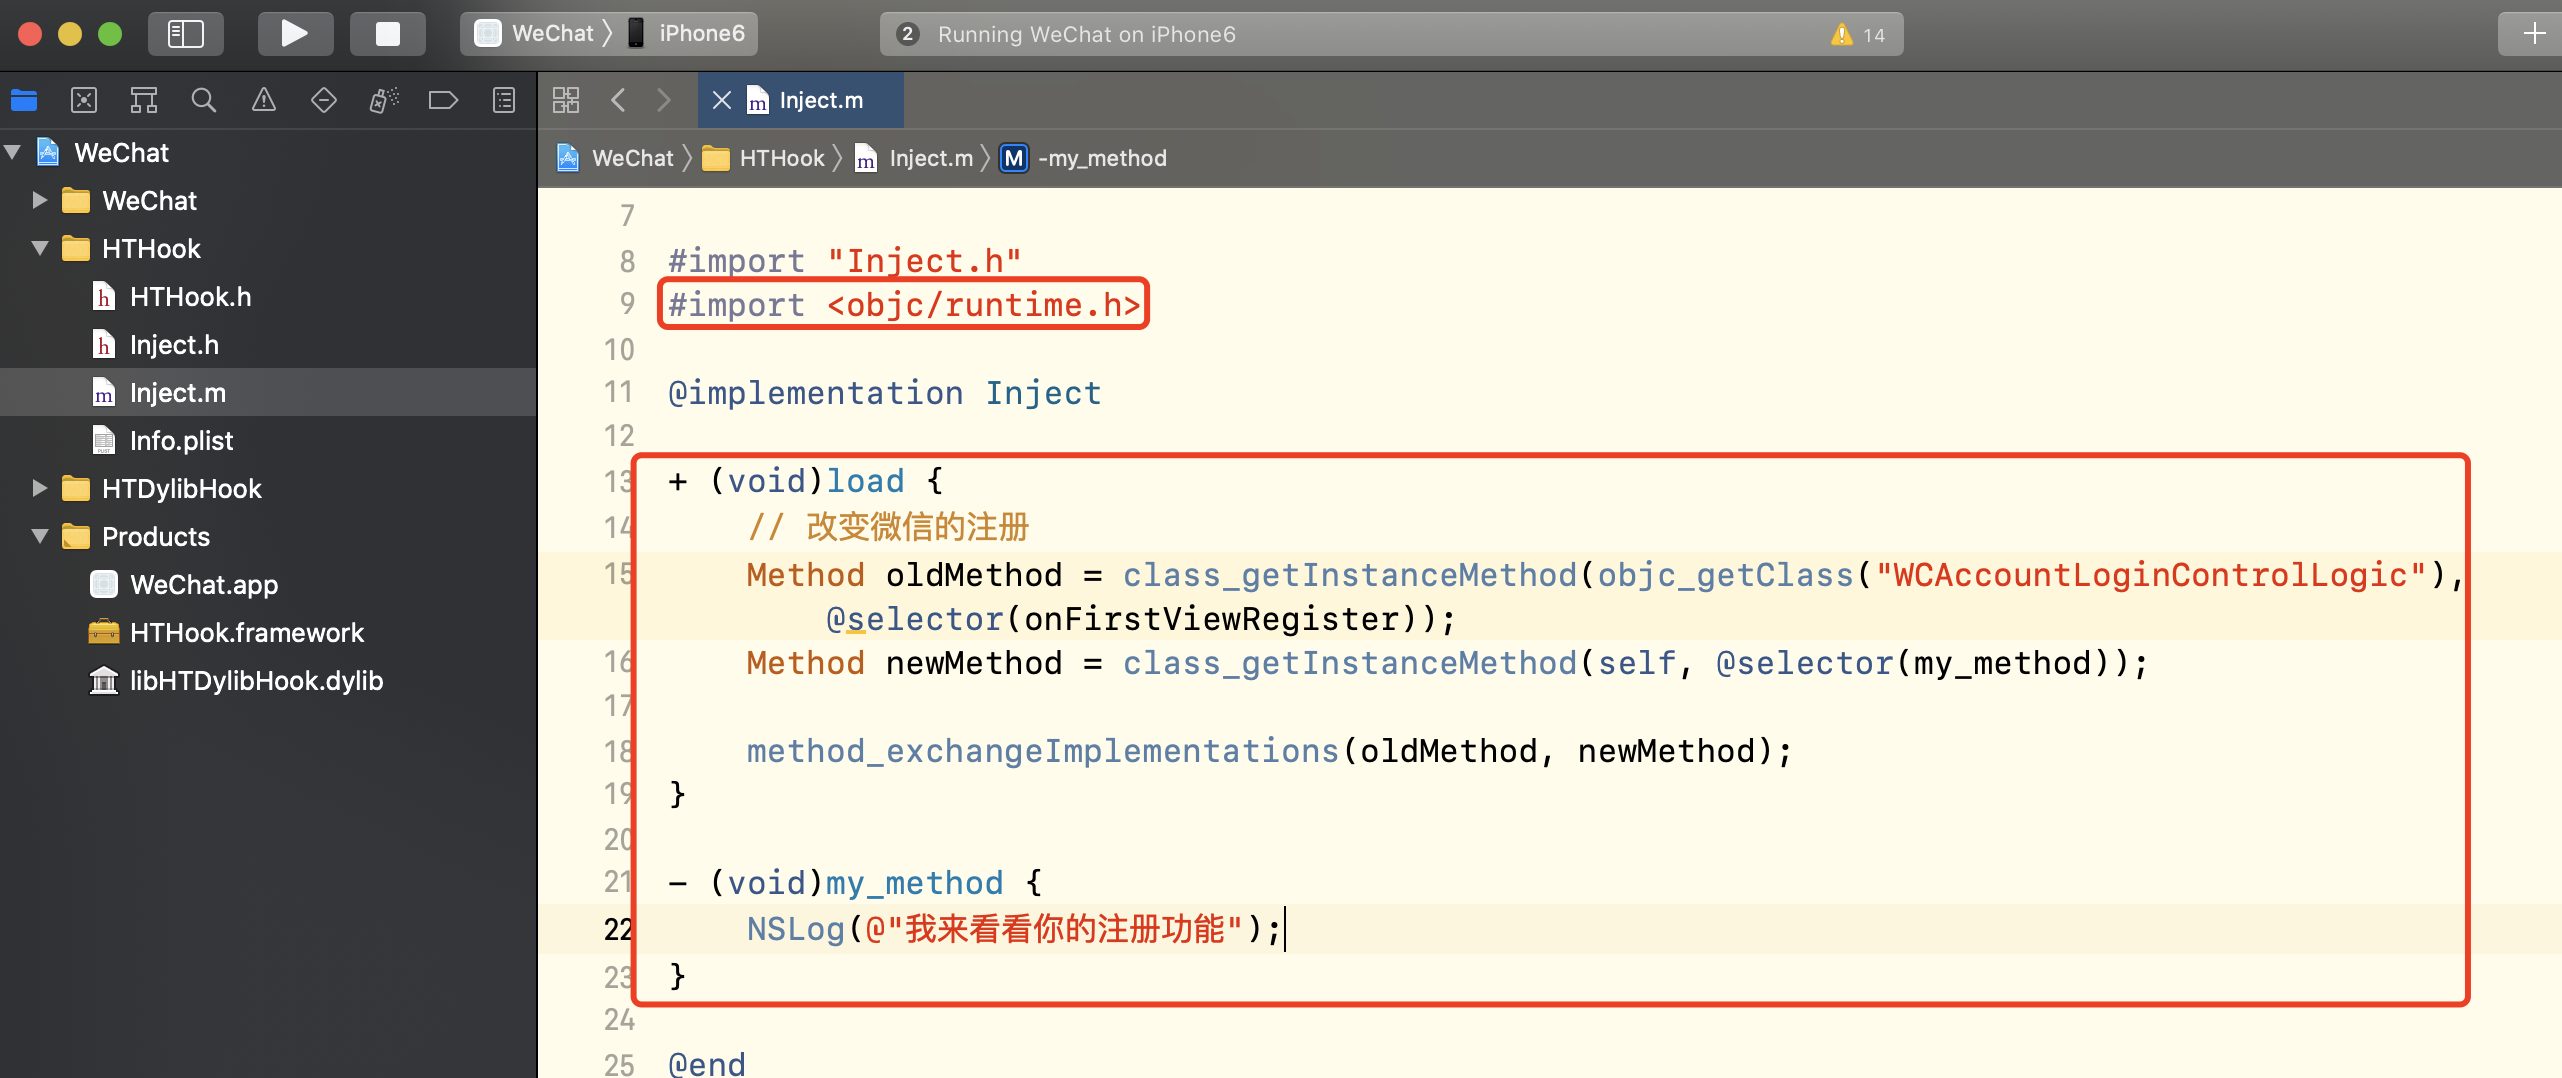 WeChat 〉 iPhone6
2 Running WeChat on iPhone6
14
Inject.m
WeChat 〉 HTHook 〉 Inject.m 〉 M -my_method
WeChat
WeChat
HTHook
HTHook.h
Inject.h
Inject.m
Info.plist
HTDylibHook
Products
WeChat.app
HTHook.framework
libHTDylibHook.dylib
7
8 #import "Inject.h"
9 #import <objc/runtime.h>
10
11 @implementation Inject
12
13 + (void)load {
14 // 改变微信的注册
15 Method oldMethod = class_getInstanceMethod(objc_getClass("WCAccountLoginControlLogic"),
@selector(onFirstViewRegister));
16 Method newMethod = class_getInstanceMethod(self, @selector(my_method));
17
18 method_exchangeImplementations(oldMethod, newMethod);
19 }
20
21 - (void)my_method {
22 NSLog(@"我来看看你的注册功能");
23 }
24
25 @end